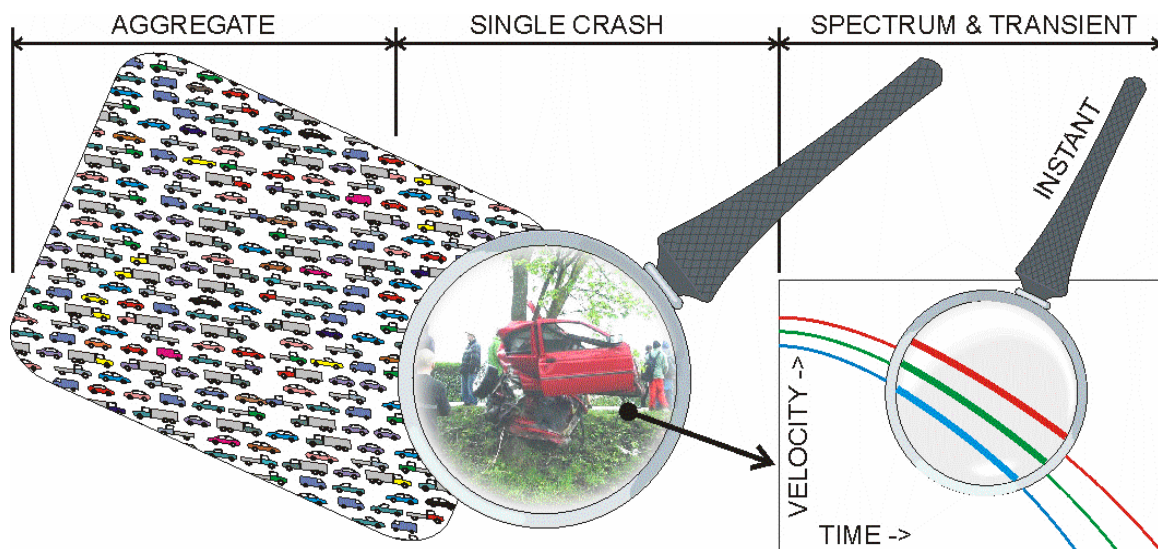 AGGREGATE
SINGLE CRASH
SPECTRUM & TRANSIENT
INSTANT
VELOCITY ->
TIME ->